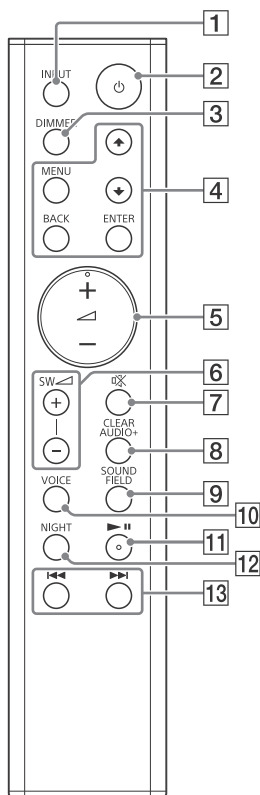 1
INPUT
2
DIMMER
3
MENU
4
BACK ENTER
+
−
5
SW
6
+
−
7
CLEAR
AUDIO+
8
SOUND
FIELD
9
VOICE
10
NIGHT
11
12
13